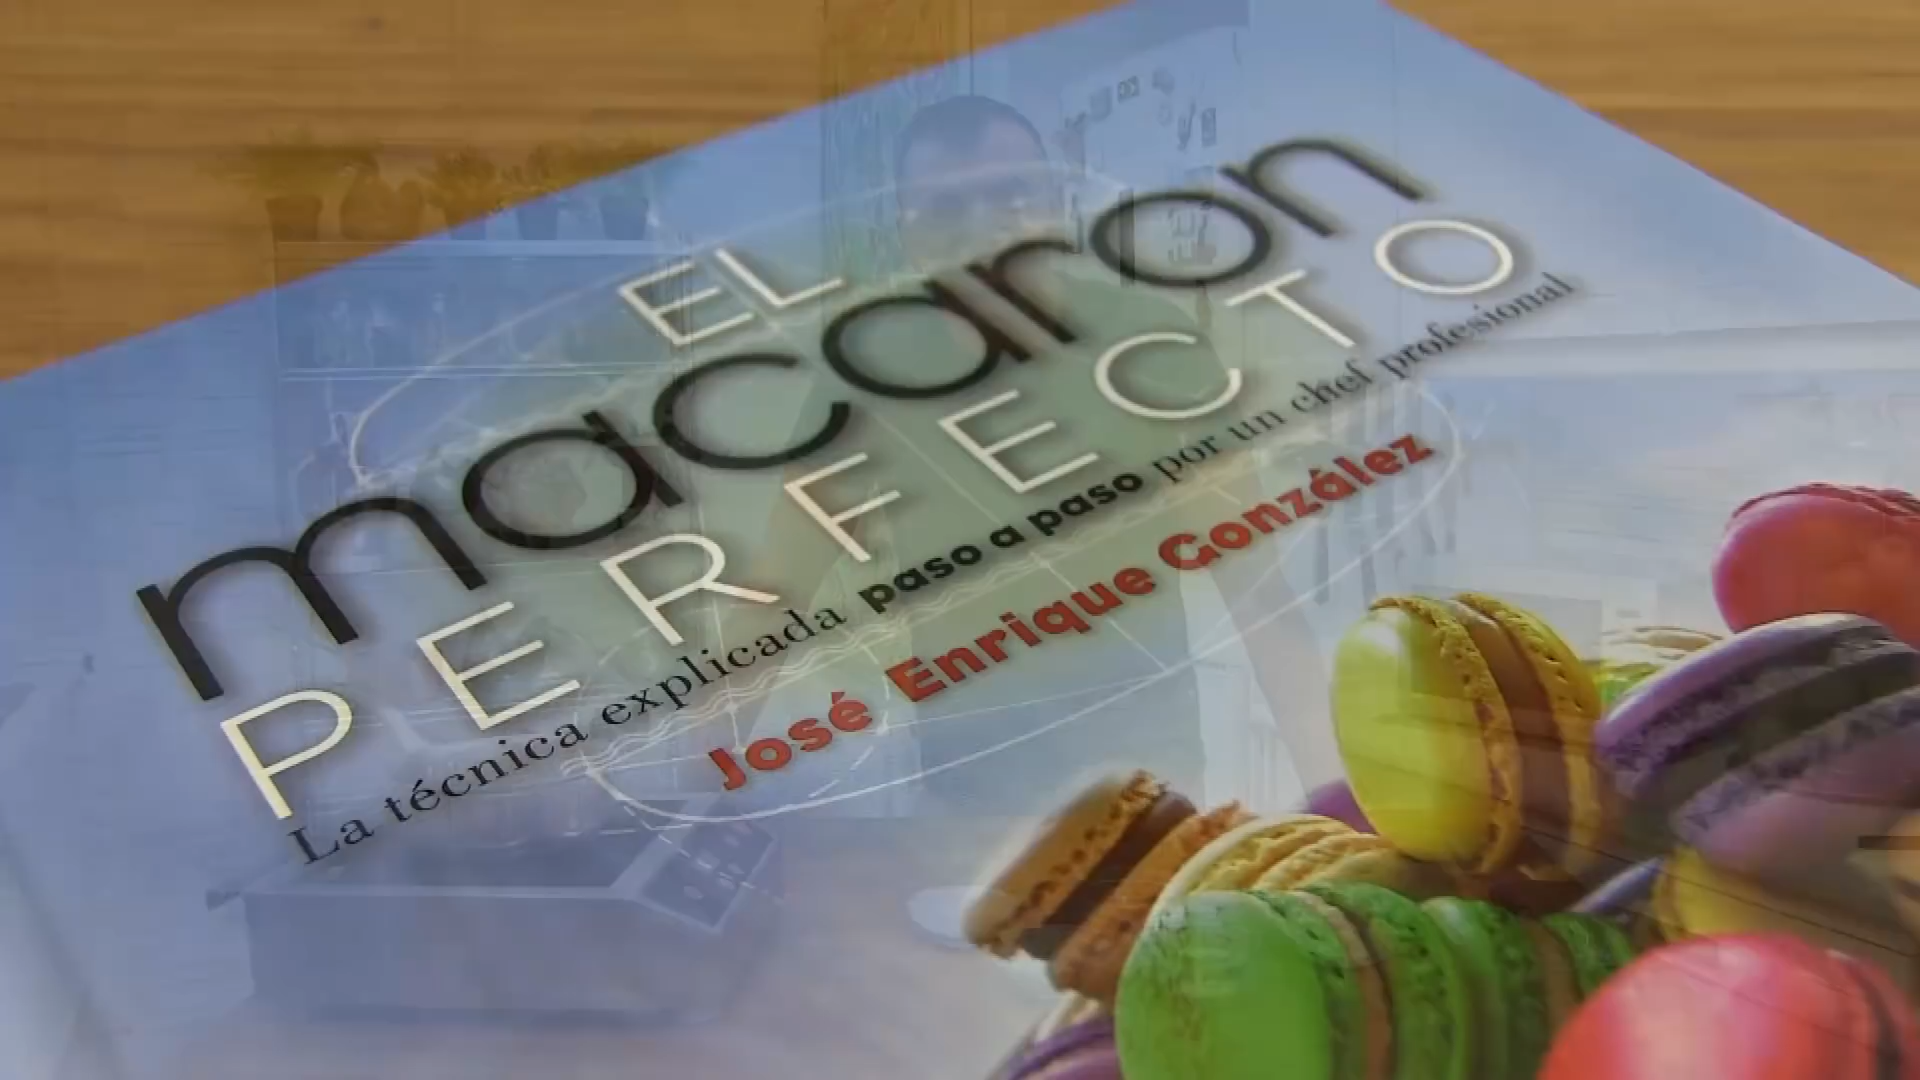 EL
macaron
PERFECTO
La técnica explicada paso a paso por un chef profesional
José Enrique González